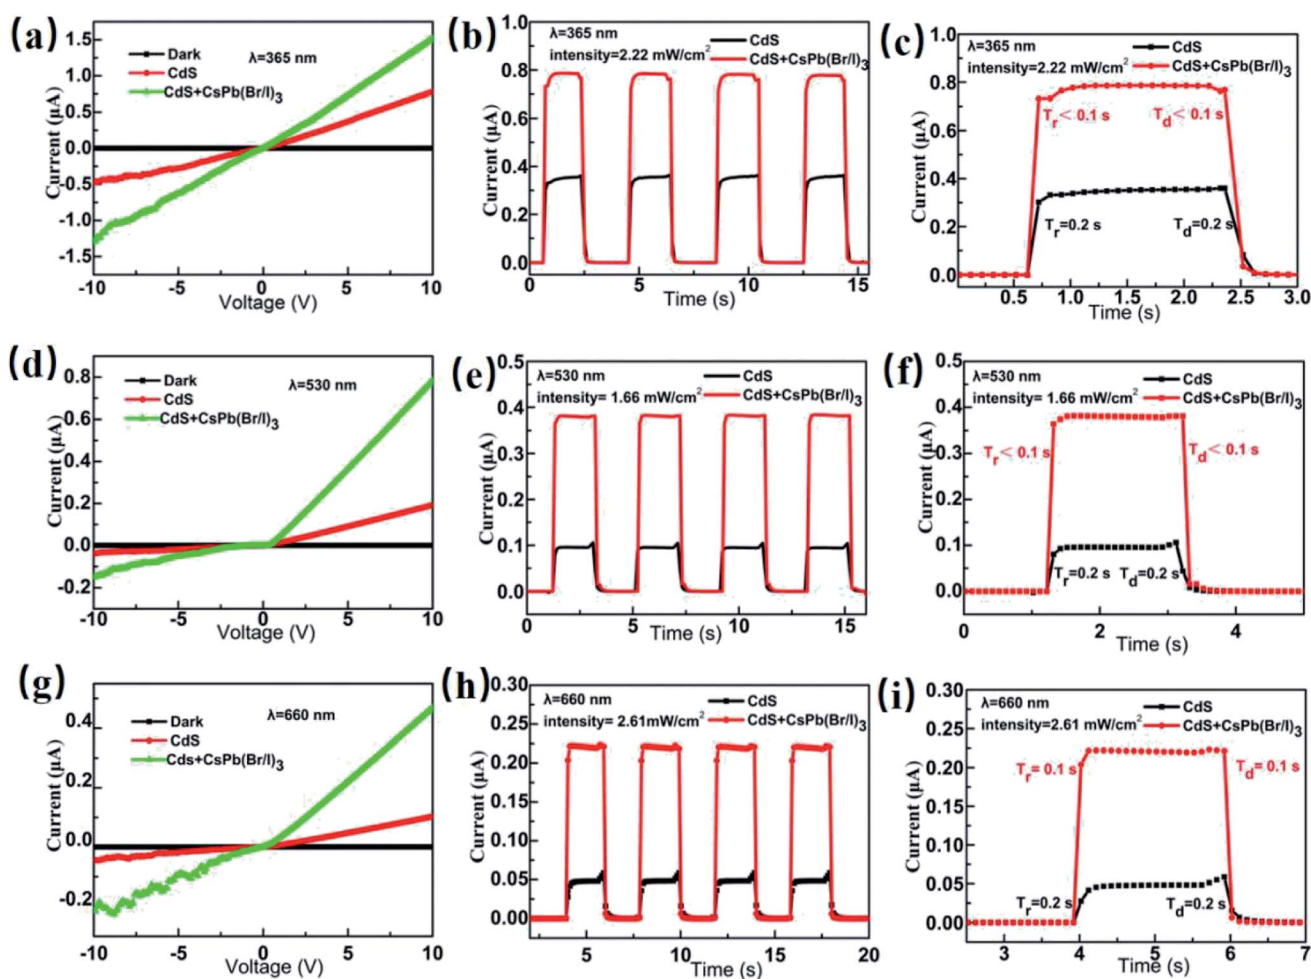 (a)
1.5
1.0
0.5
0.0
-0.5
-1.0
-1.5
Current (μA)
Dark
CdS
CdS+CsPb(Br/I)3
λ=365 nm
-10
-5
0
5
10
Voltage (V)
(b)
1.0
0.8
0.6
0.4
0.2
0.0
Current (μA)
λ=365 nm
intensity=2.22 mW/cm2
CdS
CdS+CsPb(Br/I)3
0
5
10
15
Time (s)
(c)
1.0
0.8
0.6
0.4
0.2
0.0
Current (μA)
λ=365 nm
intensity=2.22 mW/cm2
CdS
CdS+CsPb(Br/I)3
Tr< 0.1 s
Td< 0.1 s
Tr=0.2 s
Td=0.2 s
0.5
1.0
1.5
2.0
2.5
3.0
Time (s)
(d)
0.8
0.6
0.4
0.2
0.0
-0.2
Current (μA)
Dark
CdS
CdS+CsPb(Br/I)3
λ=530 nm
-10
-5
0
5
10
Voltage (V)
(e)
0.5
0.4
0.3
0.2
0.1
0.0
Current (μA)
λ=530 nm
intensity= 1.66 mW/cm2
CdS
CdS+CsPb(Br/I)3
0
5
10
15
Time (s)
(f)
0.5
0.4
0.3
0.2
0.1
0.0
Current (μA)
λ=530 nm
intensity= 1.66 mW/cm2
CdS
CdS+CsPb(Br/I)3
Tr< 0.1 s
Td< 0.1 s
Tr=0.2 s
Td=0.2 s
0
2
4
Time (s)
(g)
0.4
0.2
0.0
-0.2
Current (μA)
Dark
CdS
Cds+CsPb(Br/I)3
λ=660 nm
-10
-5
0
5
10
Voltage (V)
(h)
0.30
0.25
0.20
0.15
0.10
0.05
0.00
Current (μA)
λ=660 nm
intensity= 2.61mW/cm2
CdS
CdS+CsPb(Br/I)3
5
10
15
20
Time (s)
(i)
0.30
0.25
0.20
0.15
0.10
0.05
0.00
Current (μA)
λ=660 nm
intensity=2.61 mW/cm2
CdS
CdS+CsPb(Br/I)3
Tr= 0.1 s
Td= 0.1 s
Tr=0.2 s
Td=0.2 s
3
4
5
6
7
Time (s)